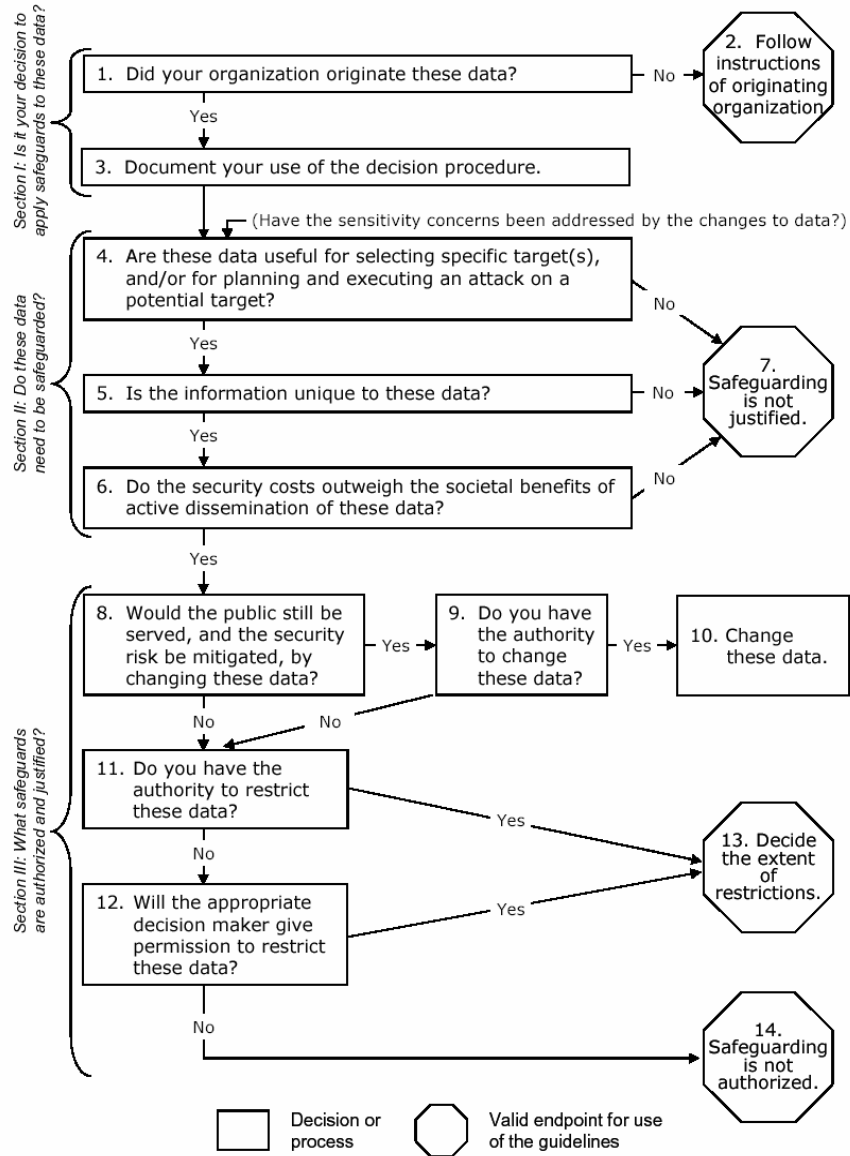 Section I: Is it your decision to
apply safeguards to these data?
1. Did your organization originate these data?
No
2. Follow
instructions
of originating
organization
Yes
3. Document your use of the decision procedure.
(Have the sensitivity concerns been addressed by the changes to data?)
Section II: Do these data
need to be safeguarded?
4. Are these data useful for selecting specific target(s),
and/or for planning and executing an attack on a
potential target?
No
Yes
5. Is the information unique to these data?
No
7.
Safeguarding
is not
justified.
Yes
6. Do the security costs outweigh the societal benefits of
active dissemination of these data?
No
Yes
Section III: What safeguards
are authorized and justified?
8. Would the public still be
served, and the security
risk be mitigated, by
changing these data?
Yes
9. Do you have
the authority
to change
these data?
Yes
10. Change
these data.
No
No
11. Do you have the
authority to restrict
these data?
Yes
No
12. Will the appropriate
decision maker give
permission to restrict
these data?
Yes
13. Decide
the extent
of
restrictions.
No
14.
Safeguarding
is not
authorized.
Decision or
process
Valid endpoint for use
of the guidelines